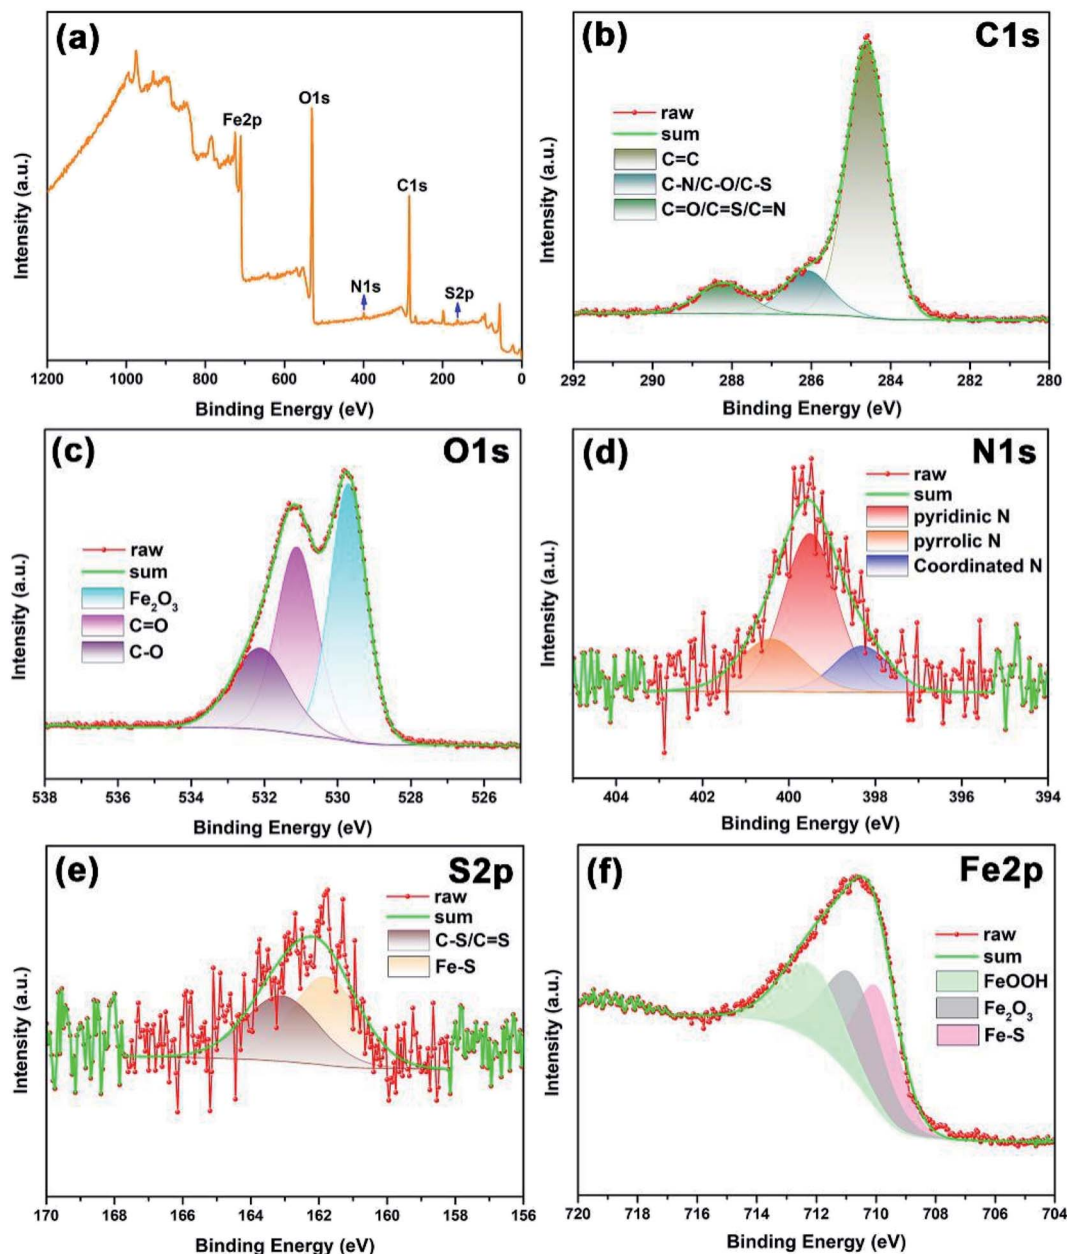 (a)
Fe2p
O1s
C1s
N1s
S2p
Intensity (a.u.)
1200 1000 800 600 400 200 0
Binding Energy (eV)
(b)
C1s
raw
sum
C=C
C-N/C-O/C-S
C=O/C=S/C=N
Intensity (a.u.)
292 290 288 286 284 282 280
Binding Energy (eV)
(c)
O1s
raw
sum
Fe₂O₃
C=O
C-O
Intensity (a.u.)
538 536 534 532 530 528 526
Binding Energy (eV)
(d)
N1s
raw
sum
pyridinic N
pyrrolic N
Coordinated N
Intensity (a.u.)
404 402 400 398 396 394
Binding Energy (eV)
(e)
S2p
raw
sum
C-S/C=S
Fe-S
Intensity (a.u.)
170 168 166 164 162 160 158 156
Binding Energy (eV)
(f)
Fe2p
raw
sum
FeOOH
Fe₂O₃
Fe-S
Intensity (a.u.)
720 718 716 714 712 710 708 706 704
Binding Energy (eV)